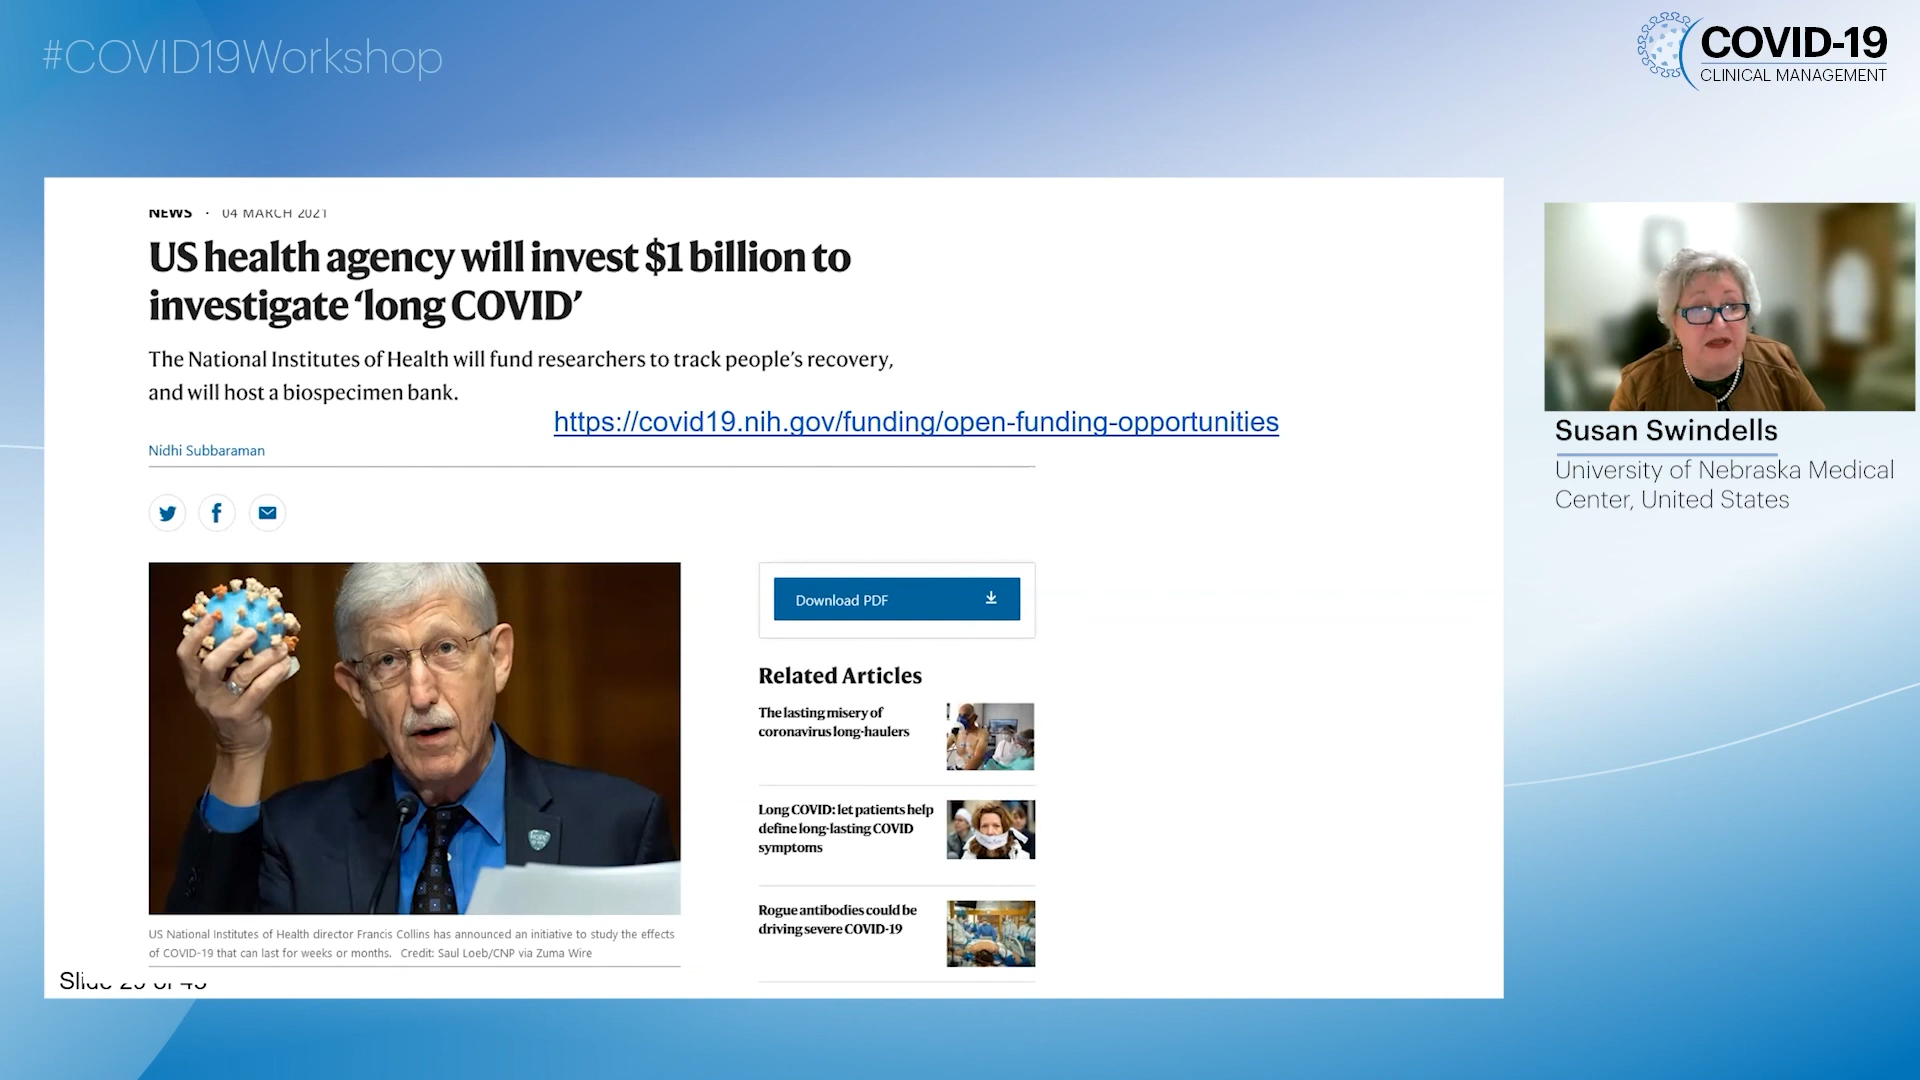 #COVID19Workshop
COVID-19
CLINICAL MANAGEMENT
NEWS · 04 MARCH 2021
US health agency will invest $1 billion to
investigate ‘long COVID’
The National Institutes of Health will fund researchers to track people’s recovery,
and will host a biospecimen bank.
https://covid19.nih.gov/funding/open-funding-opportunities
Nidhi Subbaraman
Download PDF
Related Articles
The lasting misery of
coronavirus long-haulers
Long COVID: let patients help
define long-lasting COVID
symptoms
Rogue antibodies could be
driving severe COVID-19
HOPE
US National Institutes of Health director Francis Collins has announced an initiative to study the effects
of COVID-19 that can last for weeks or months. Credit: Saul Loeb/CNP via Zuma Wire
Slide
Susan Swindells
University of Nebraska Medical
Center, United States